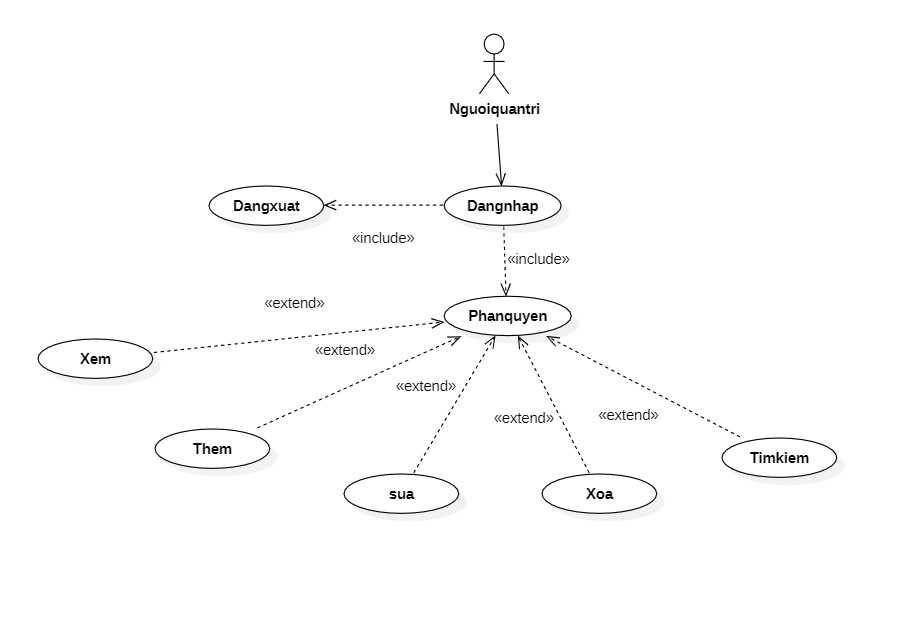 Nguoiquantri
Dangxuat
Dangnhap
«include»
«include»
«extend»
Phanquyen
«extend»
Xem
«extend»
«extend»
«extend»
Them
Timkiem
sua
Xoa